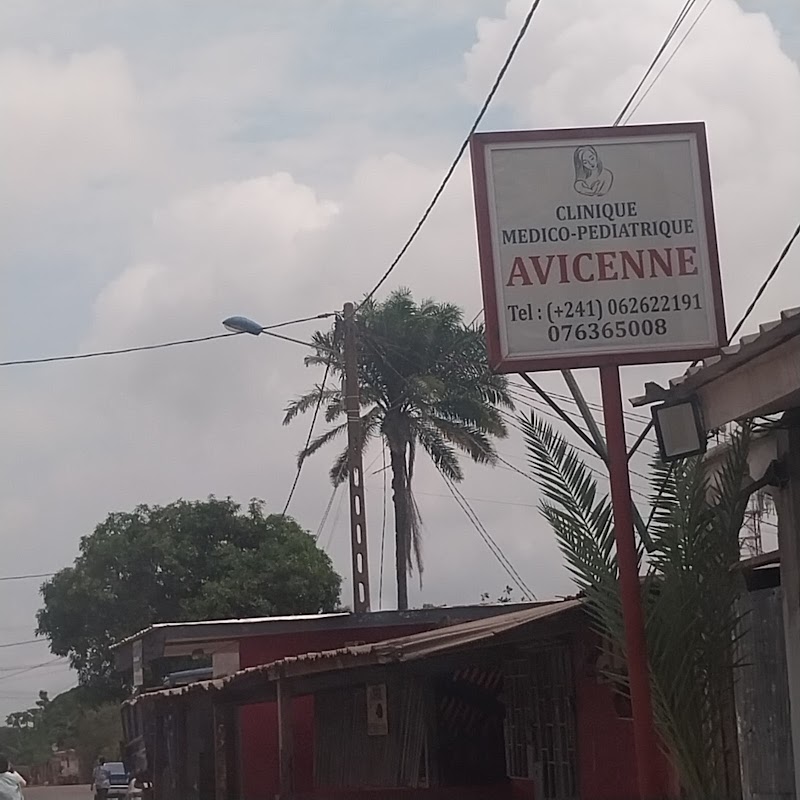 CLINIQUE
MEDICO-PEDIATRIQUE
AVICENNE
Tel : (+241) 062622191
076365008